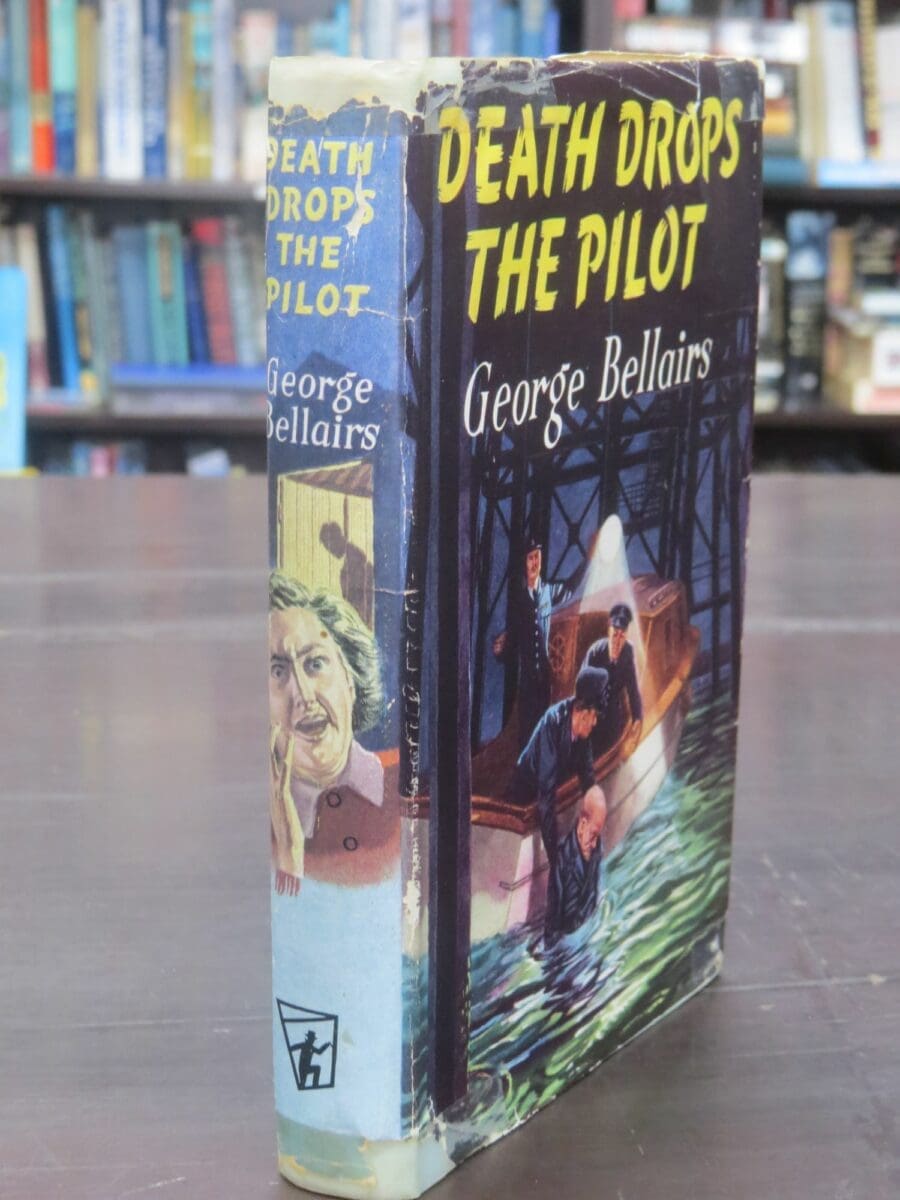 DEATH
DROPS
THE
PILOT
George
Bellairs
DEATH DROPS
THE PILOT
George Bellairs